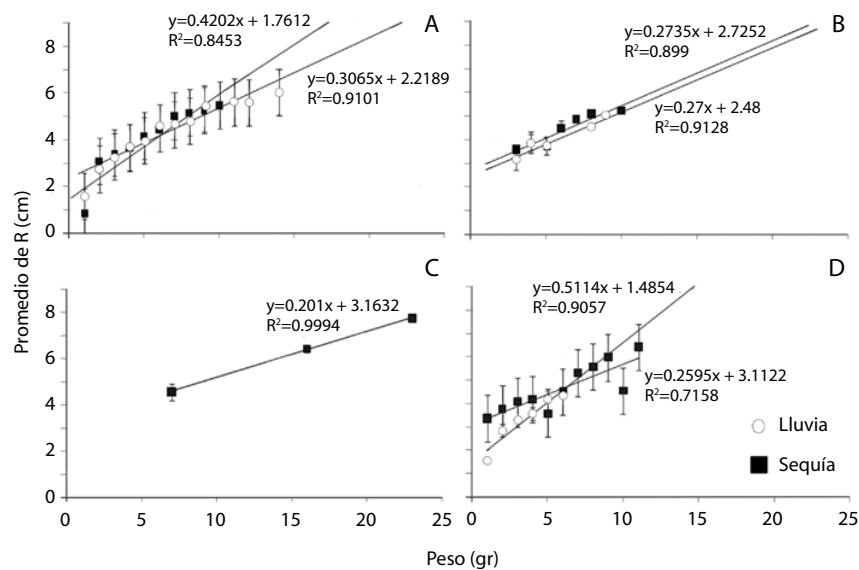 A
y=0.4202x + 1.7612
R²=0.8453
y=0.3065x + 2.2189
R²=0.9101
8
6
4
2
0
B
y=0.2735x + 2.7252
R²=0.899
y=0.27x + 2.48
R²=0.9128
Promedio de R (cm)
C
y=0.201x + 3.1632
R²=0.9994
8
6
4
2
0
0 5 10 15 20 25
D
y=0.5114x + 1.4854
R²=0.9057
y=0.2595x + 3.1122
R²=0.7158
Lluvia
Sequía
0 5 10 15 20 25
Peso (gr)